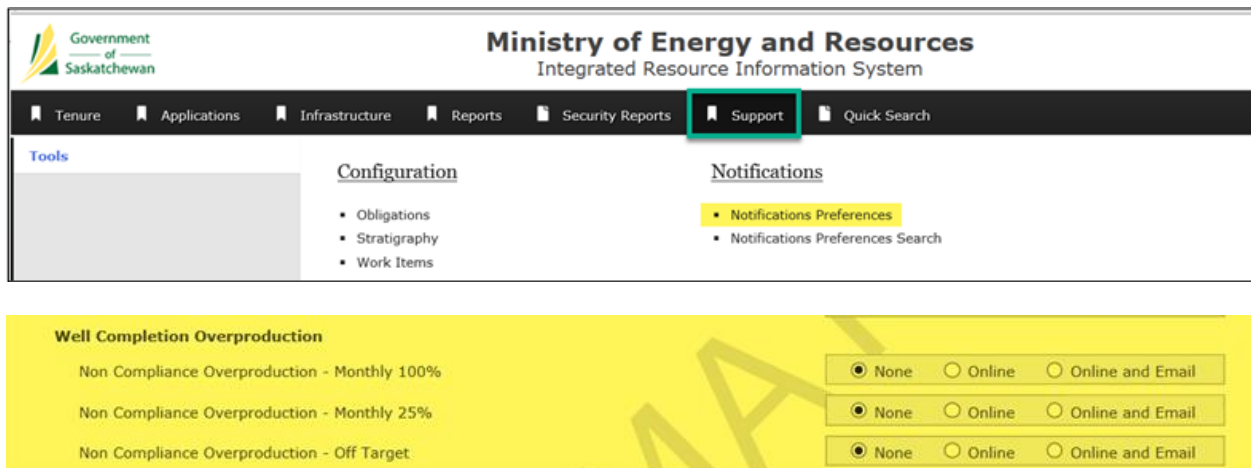 Government
of
Saskatchewan
Ministry of Energy and Resources
Integrated Resource Information System
Tenure Applications Infrastructure Reports Security Reports Support Quick Search
Tools
Configuration
Obligations
Stratigraphy
Work Items
Notifications
Notifications Preferences
Notifications Preferences Search
Well Completion Overproduction
Non Compliance Overproduction - Monthly 100% None Online Online and Email
Non Compliance Overproduction - Monthly 25% None Online Online and Email
Non Compliance Overproduction - Off Target None Online Online and Email